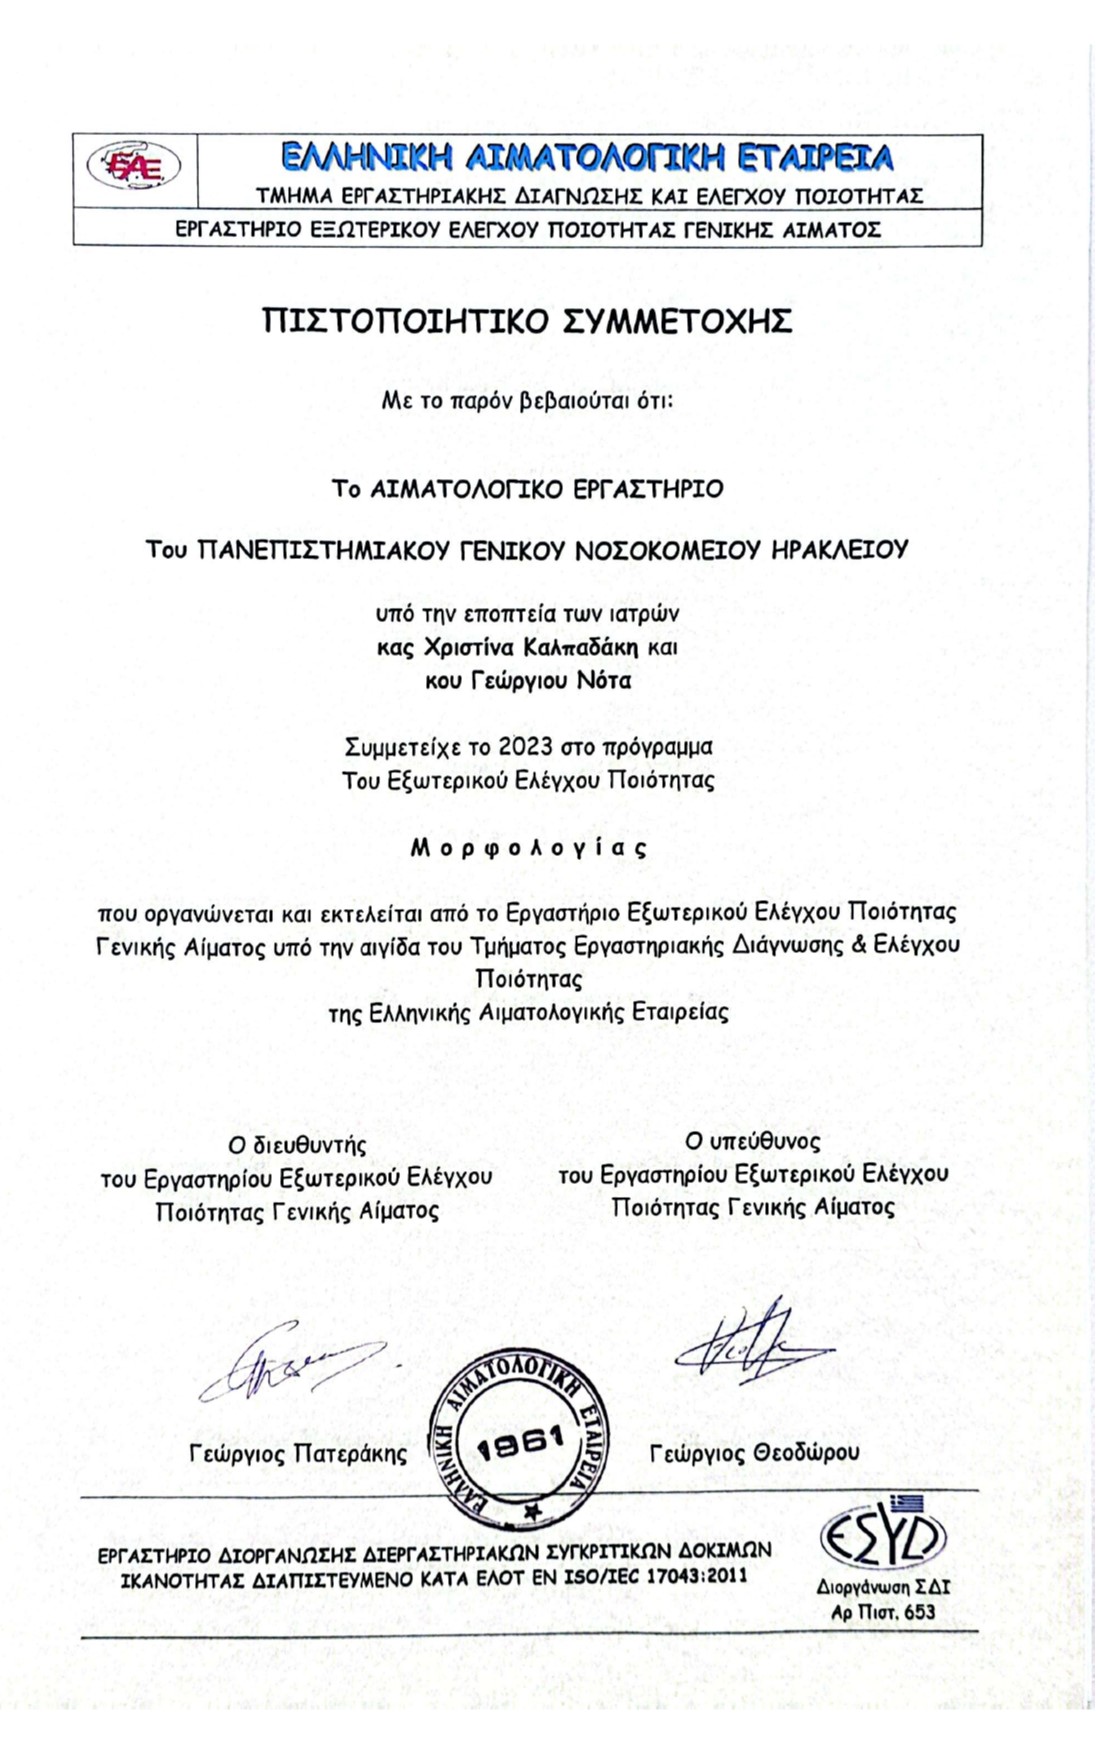 ΕΑΕ
ΕΛΛΗΝΙΚΗ ΑΙΜΑΤΟΛΟΓΙΚΗ ΕΤΑΙΡΕΙΑ
ΤΜΗΜΑ ΕΡΓΑΣΤΗΡΙΑΚΗΣ ΔΙΑΓΝΩΣΗΣ ΚΑΙ ΕΛΕΓΧΟΥ ΠΟΙΟΤΗΤΑΣ
ΕΡΓΑΣΤΗΡΙΟ ΕΞΩΤΕΡΙΚΟΥ ΕΛΕΓΧΟΥ ΠΟΙΟΤΗΤΑΣ ΓΕΝΙΚΗΣ ΑΙΜΑΤΟΣ
ΠΙΣΤΟΠΟΙΗΤΙΚΟ ΣΥΜΜΕΤΟΧΗΣ
Με το παρόν βεβαιούται ότι:
Το ΑΙΜΑΤΟΛΟΓΙΚΟ ΕΡΓΑΣΤΗΡΙΟ
Του ΠΑΝΕΠΙΣΤΗΜΙΑΚΟΥ ΓΕΝΙΚΟΥ ΝΟΣΟΚΟΜΕΙΟΥ ΗΡΑΚΛΕΙΟΥ
υπό την εποπτεία των ιατρών
κας Χριστίνα Καλπαδάκη και
κου Γεώργιου Νότα
Συμμετείχε το 2023 στο πρόγραμμα
Του Εξωτερικού Ελέγχου Ποιότητας
Μορφολογίας
που οργανώνεται και εκτελείται από το Εργαστήριο Εξωτερικού Ελέγχου Ποιότητας
Γενικής Αίματος υπό την αιγίδα του Τμήματος Εργαστηριακής Διάγνωσης & Ελέγχου
Ποιότητας
της Ελληνικής Αιματολογικής Εταιρείας
Ο διευθυντής
του Εργαστηρίου Εξωτερικού Ελέγχου
Ποιότητας Γενικής Αίματος
Ο υπεύθυνος
του Εργαστηρίου Εξωτερικού Ελέγχου
Ποιότητας Γενικής Αίματος
Γεώργιος Πατεράκης
ΕΛΛΗΝΙΚΗ ΑΙΜΑΤΟΛΟΓΙΚΗ ΕΤΑΙΡΕΙΑ
1961
Γεώργιος Θεοδώρου
ΕΡΓΑΣΤΗΡΙΟ ΔΙΟΡΓΑΝΩΣΗΣ ΔΙΕΡΓΑΣΤΗΡΙΑΚΩΝ ΣΥΓΚΡΙΤΙΚΩΝ ΔΟΚΙΜΩΝ
ΙΚΑΝΟΤΗΤΑΣ ΔΙΑΠΙΣΤΕΥΜΕΝΟ ΚΑΤΑ ΕΛΟΤ EN ISO/IEC 17043:2011
ESYD
Διοργάνωση ΣΔΙ
Αρ Πιστ. 653